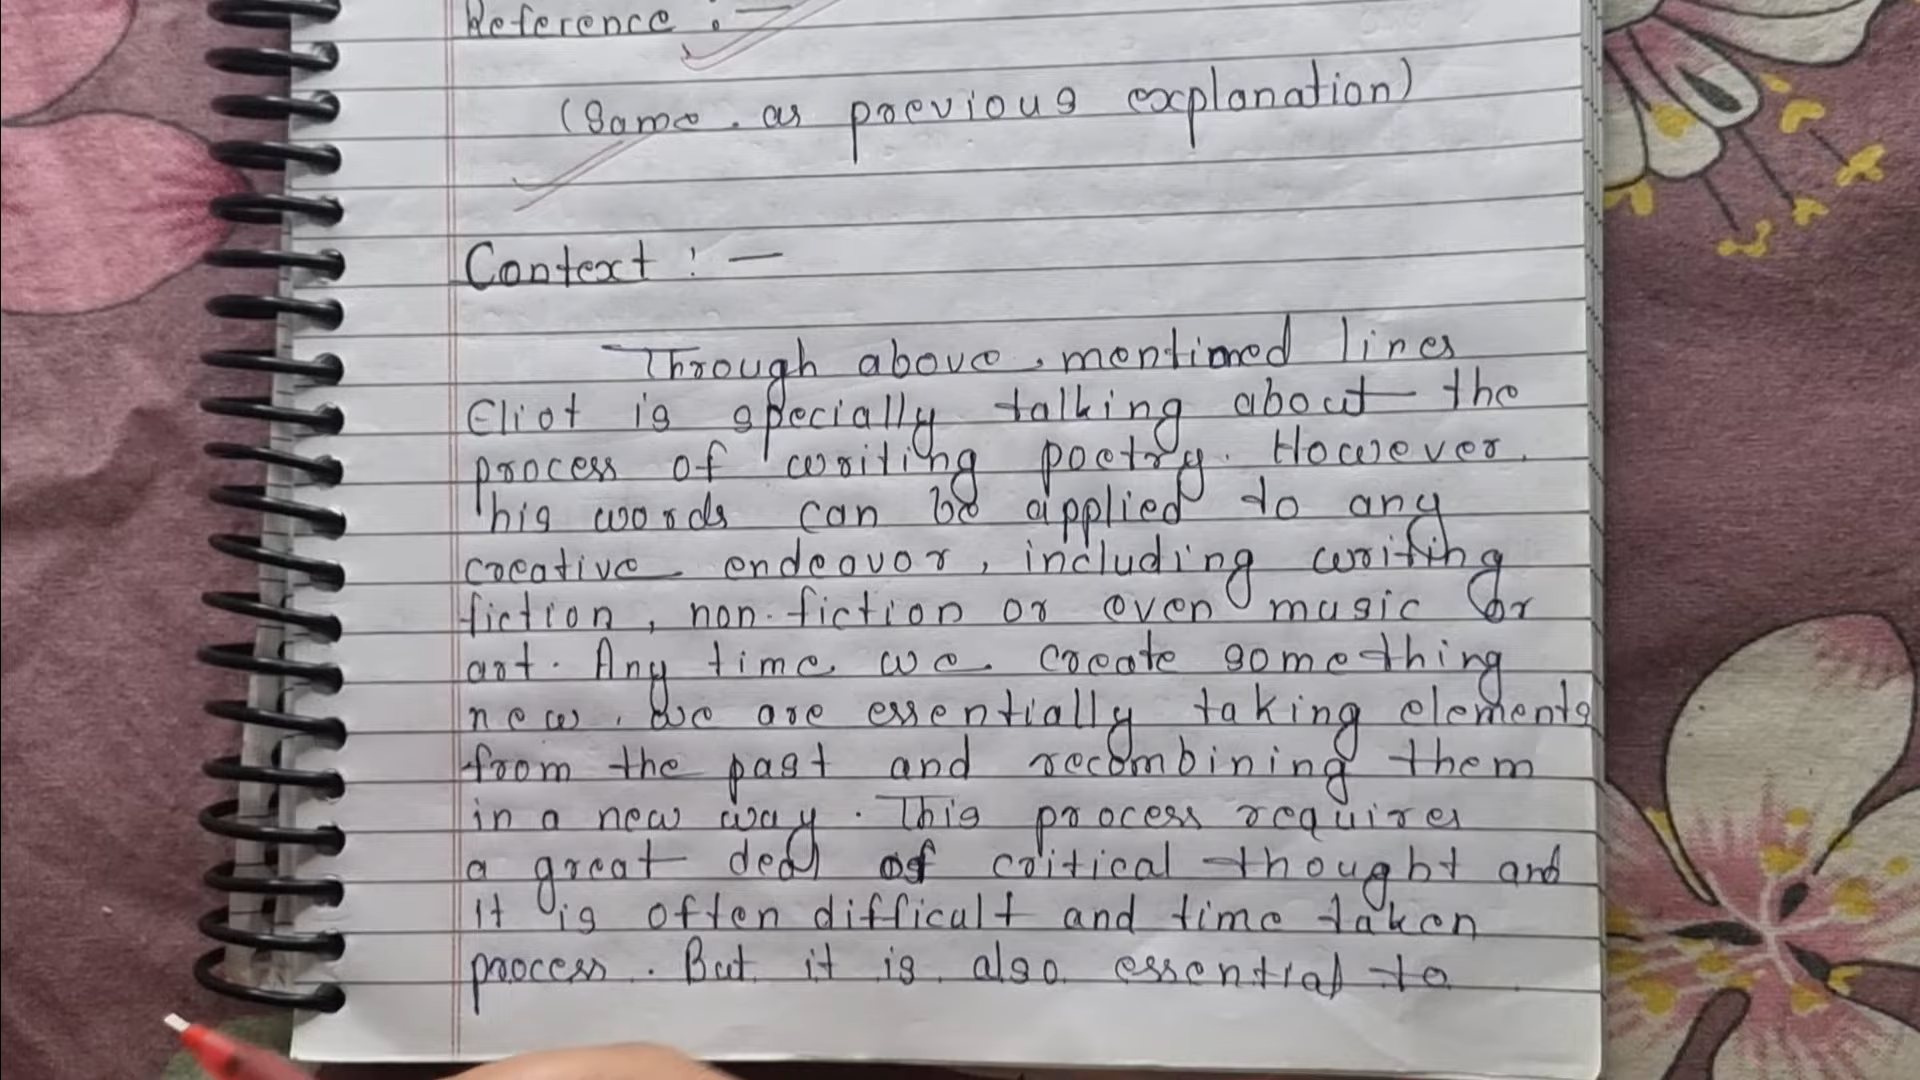 Reference :—
(Same as previous explanation)
Context :—
Through above mentioned lines
Eliot is specially talking about the
process of writing poetry. However,
his words can be applied to any
creative endeavor, including writing
fiction, non-fiction or even music or
art. Any time we create something
new, we are essentially taking elements
from the past and recombining them
in a new way. This process requires
a great deal of critical thought and
it is often difficult and time taken
process. But it is also essential to